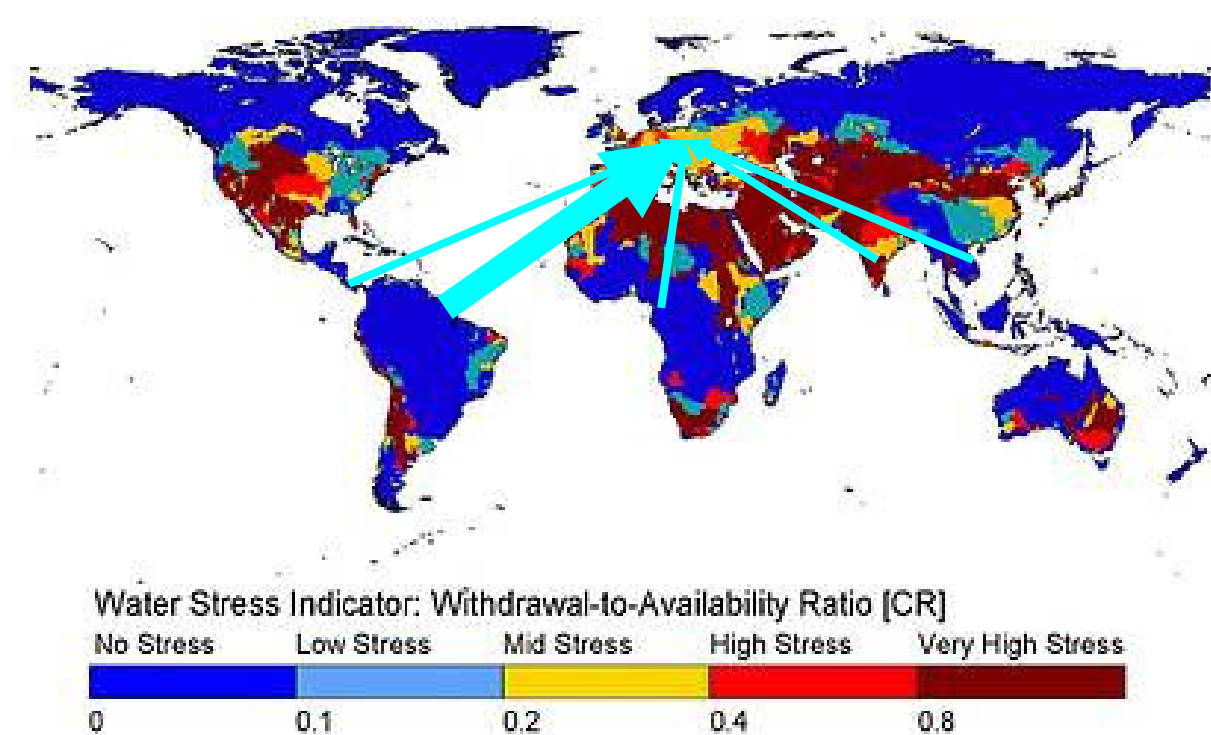 Water Stress Indicator: Withdrawal-to-Availability Ratio [CR]
No Stress Low Stress Mid Stress High Stress Very High Stress
0 0.1 0.2 0.4 0.8